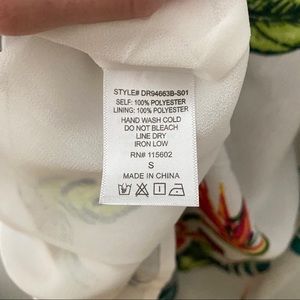 STYLE# DR94663B-S01
SELF: 100% POLYESTER
LINING: 100% POLYESTER
HAND WASH COLD
DO NOT BLEACH
LINE DRY
IRON LOW
RN# 115602
S
MADE IN CHINA